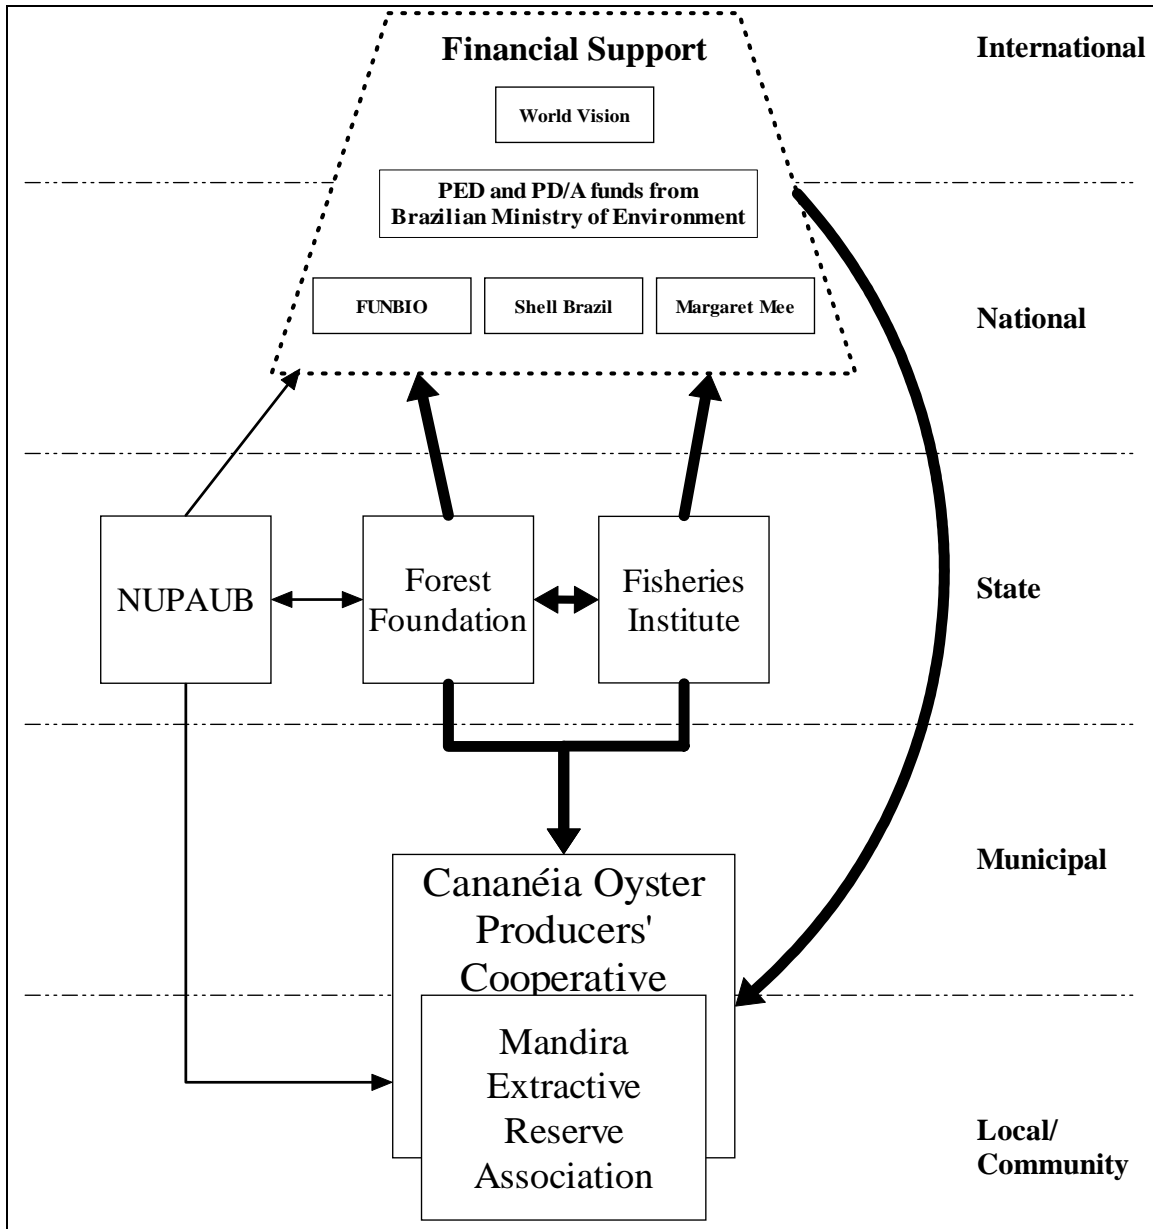 Financial Support
International
World Vision
PED and PD/A funds from
Brazilian Ministry of Environment
FUNBIO
Shell Brazil
Margaret Mee
National
NUPAUB
Forest
Foundation
Fisheries
Institute
State
Cananéia Oyster
Producers'
Cooperative
Municipal
Mandira
Extractive
Reserve
Association
Local/
Community